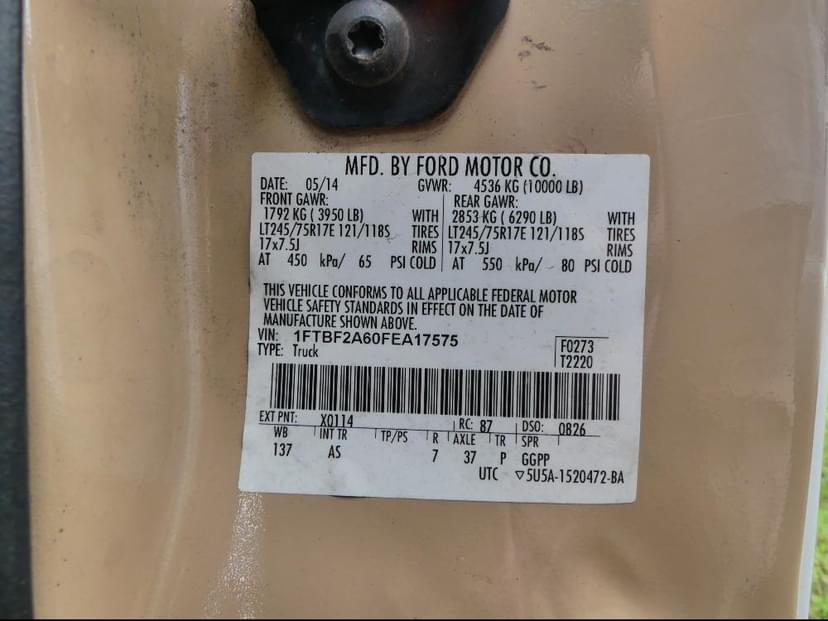 MFD. BY FORD MOTOR CO.
DATE: 05/14 GVWR: 4536 KG (10000 LB)
FRONT GAWR: REAR GAWR:
1792 KG ( 3950 LB) WITH 2853 KG ( 6290 LB) WITH
LT245/75R17E 121/118S TIRES LT245/75R17E 121/118S TIRES
17x7.5J RIMS 17x7.5J RIMS
AT 450 kPa/ 65 PSI COLD AT 550 kPa/ 80 PSI COLD
THIS VEHICLE CONFORMS TO ALL APPLICABLE FEDERAL MOTOR
VEHICLE SAFETY STANDARDS IN EFFECT ON THE DATE OF
MANUFACTURE SHOWN ABOVE.
VIN: 1FTBF2A60FEA17575 F0273
TYPE: Truck T2220
EXT PNT: X0114 RC: 87 DSO: 0826
WB INT TR TP/PS R AXLE TR SPR
137 AS 7 37 P GGPP
UTC ▽5U5A-1520472-BA